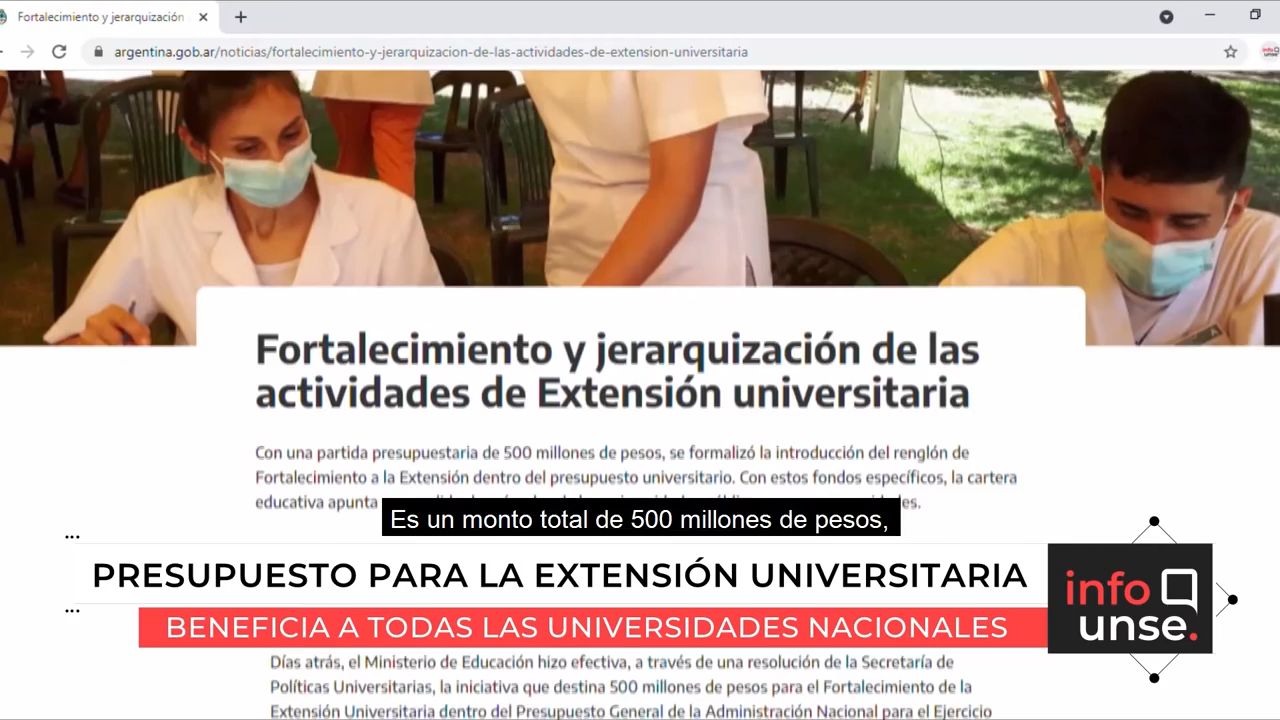 Fortalecimiento y jerarquización
argentina.gob.ar/noticias/fortalecimiento-y-jerarquizacion-de-las-actividades-de-extension-universitaria
Fortalecimiento y jerarquización de las
actividades de Extensión universitaria
Con una partida presupuestaria de 500 millones de pesos, se formalizó la introducción del renglón de
Fortalecimiento a la Extensión dentro del presupuesto universitario. Con estos fondos específicos, la cartera
educativa apunta
Es un monto total de 500 millones de pesos,
PRESUPUESTO PARA LA EXTENSIÓN UNIVERSITARIA
BENEFICIA A TODAS LAS UNIVERSIDADES NACIONALES
info
unse.
Días atrás, el Ministerio de Educación hizo efectiva, a través de una resolución de la Secretaría de
Políticas Universitarias, la iniciativa que destina 500 millones de pesos para el Fortalecimiento de la
Extensión Universitaria dentro del Presupuesto General de la Administración Nacional para el Ejercicio